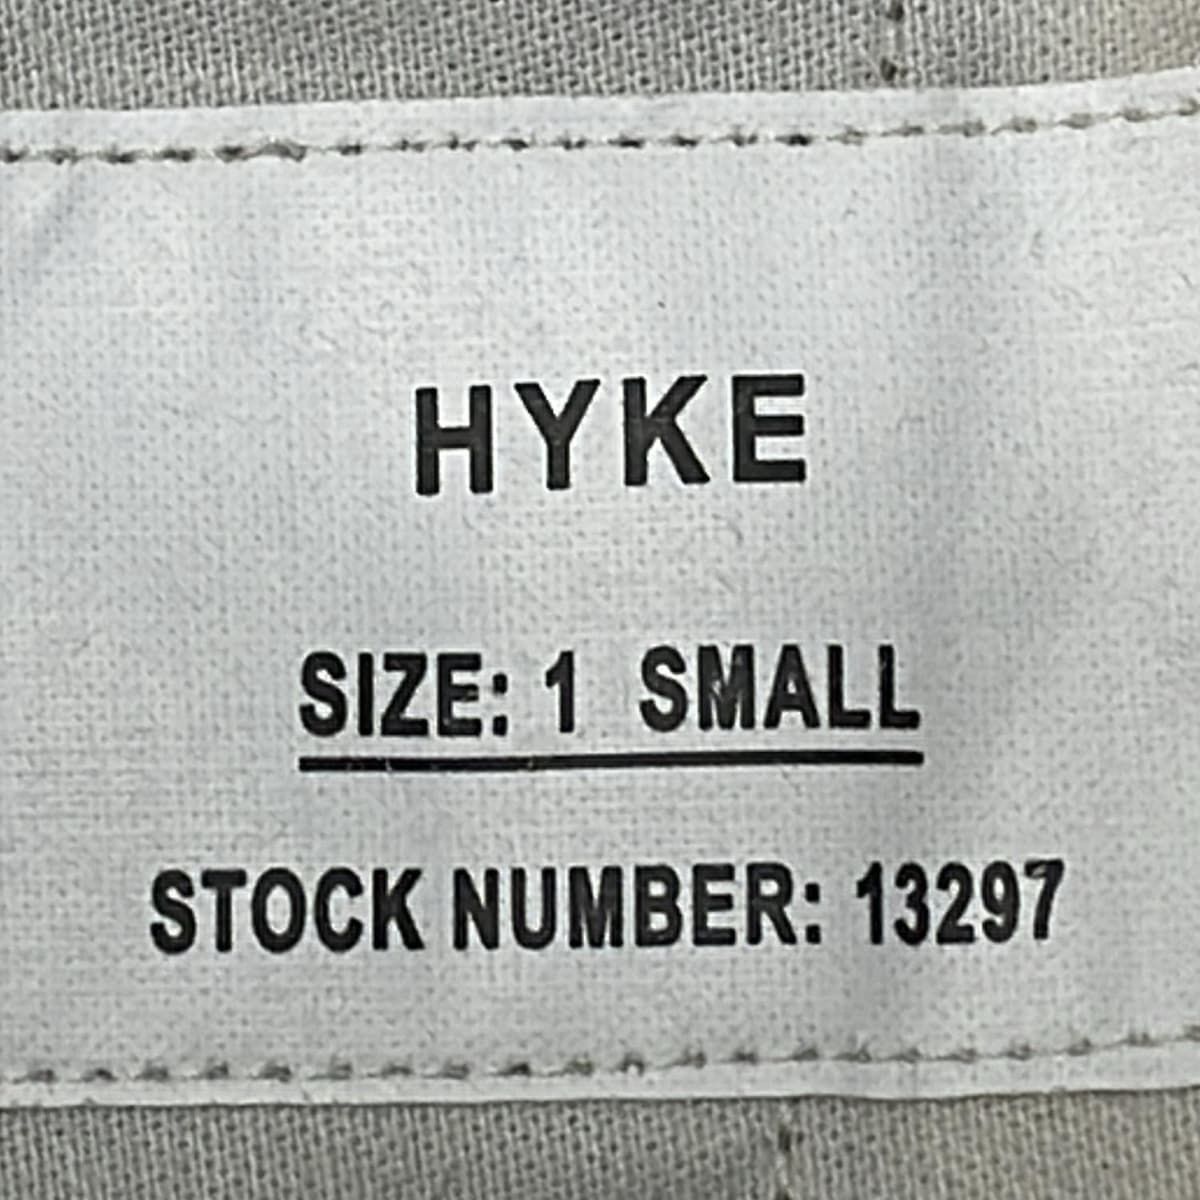 HYKE
SIZE: 1 SMALL
STOCK NUMBER: 13297